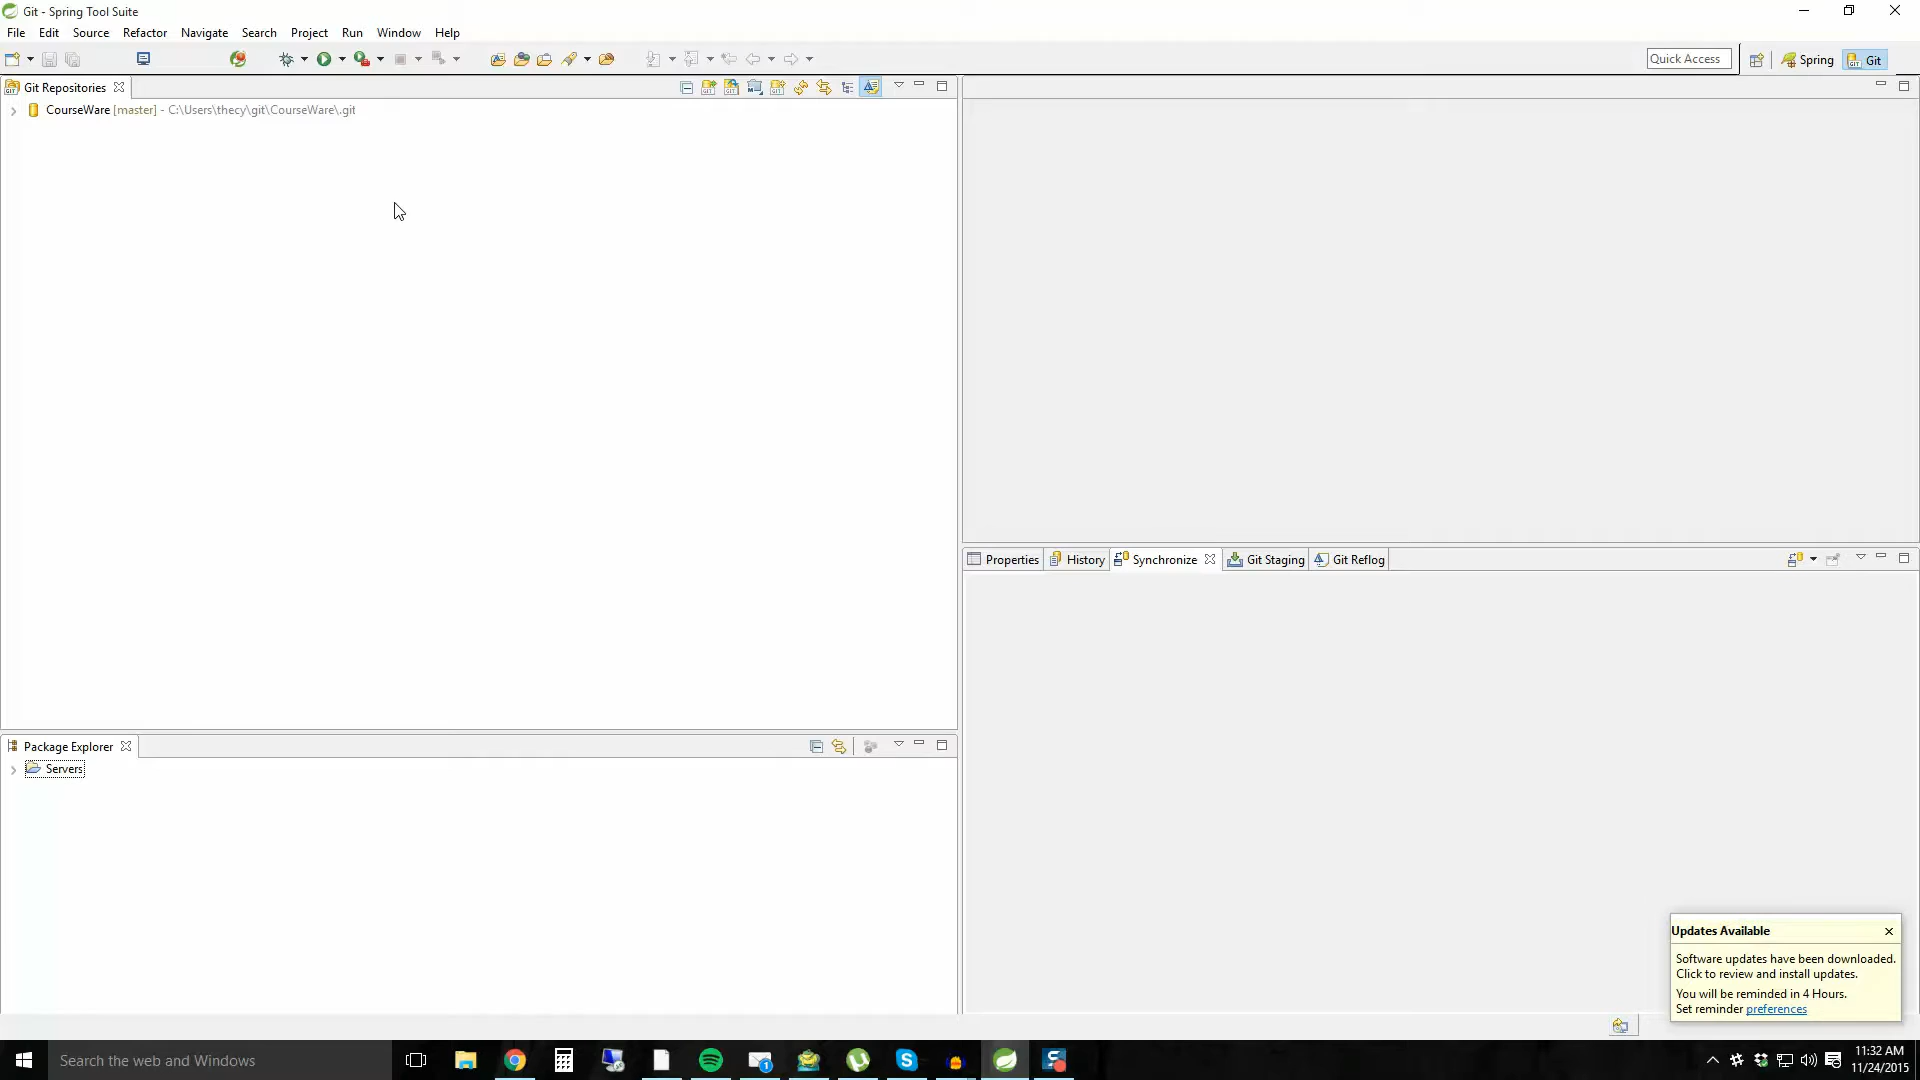 Git - Spring Tool Suite
File Edit Source Refactor Navigate Search Project Run Window Help
Quick Access
Spring
Git
Git Repositories
CourseWare [master] - C:\Users\thecy\git\CourseWare\.git
Properties
History
Synchronize
Git Staging
Git Reflog
Package Explorer
Servers
Updates Available
Software updates have been downloaded.
Click to review and install updates.
You will be reminded in 4 Hours.
Set reminder preferences
Search the web and Windows
11:32 AM
11/24/2015